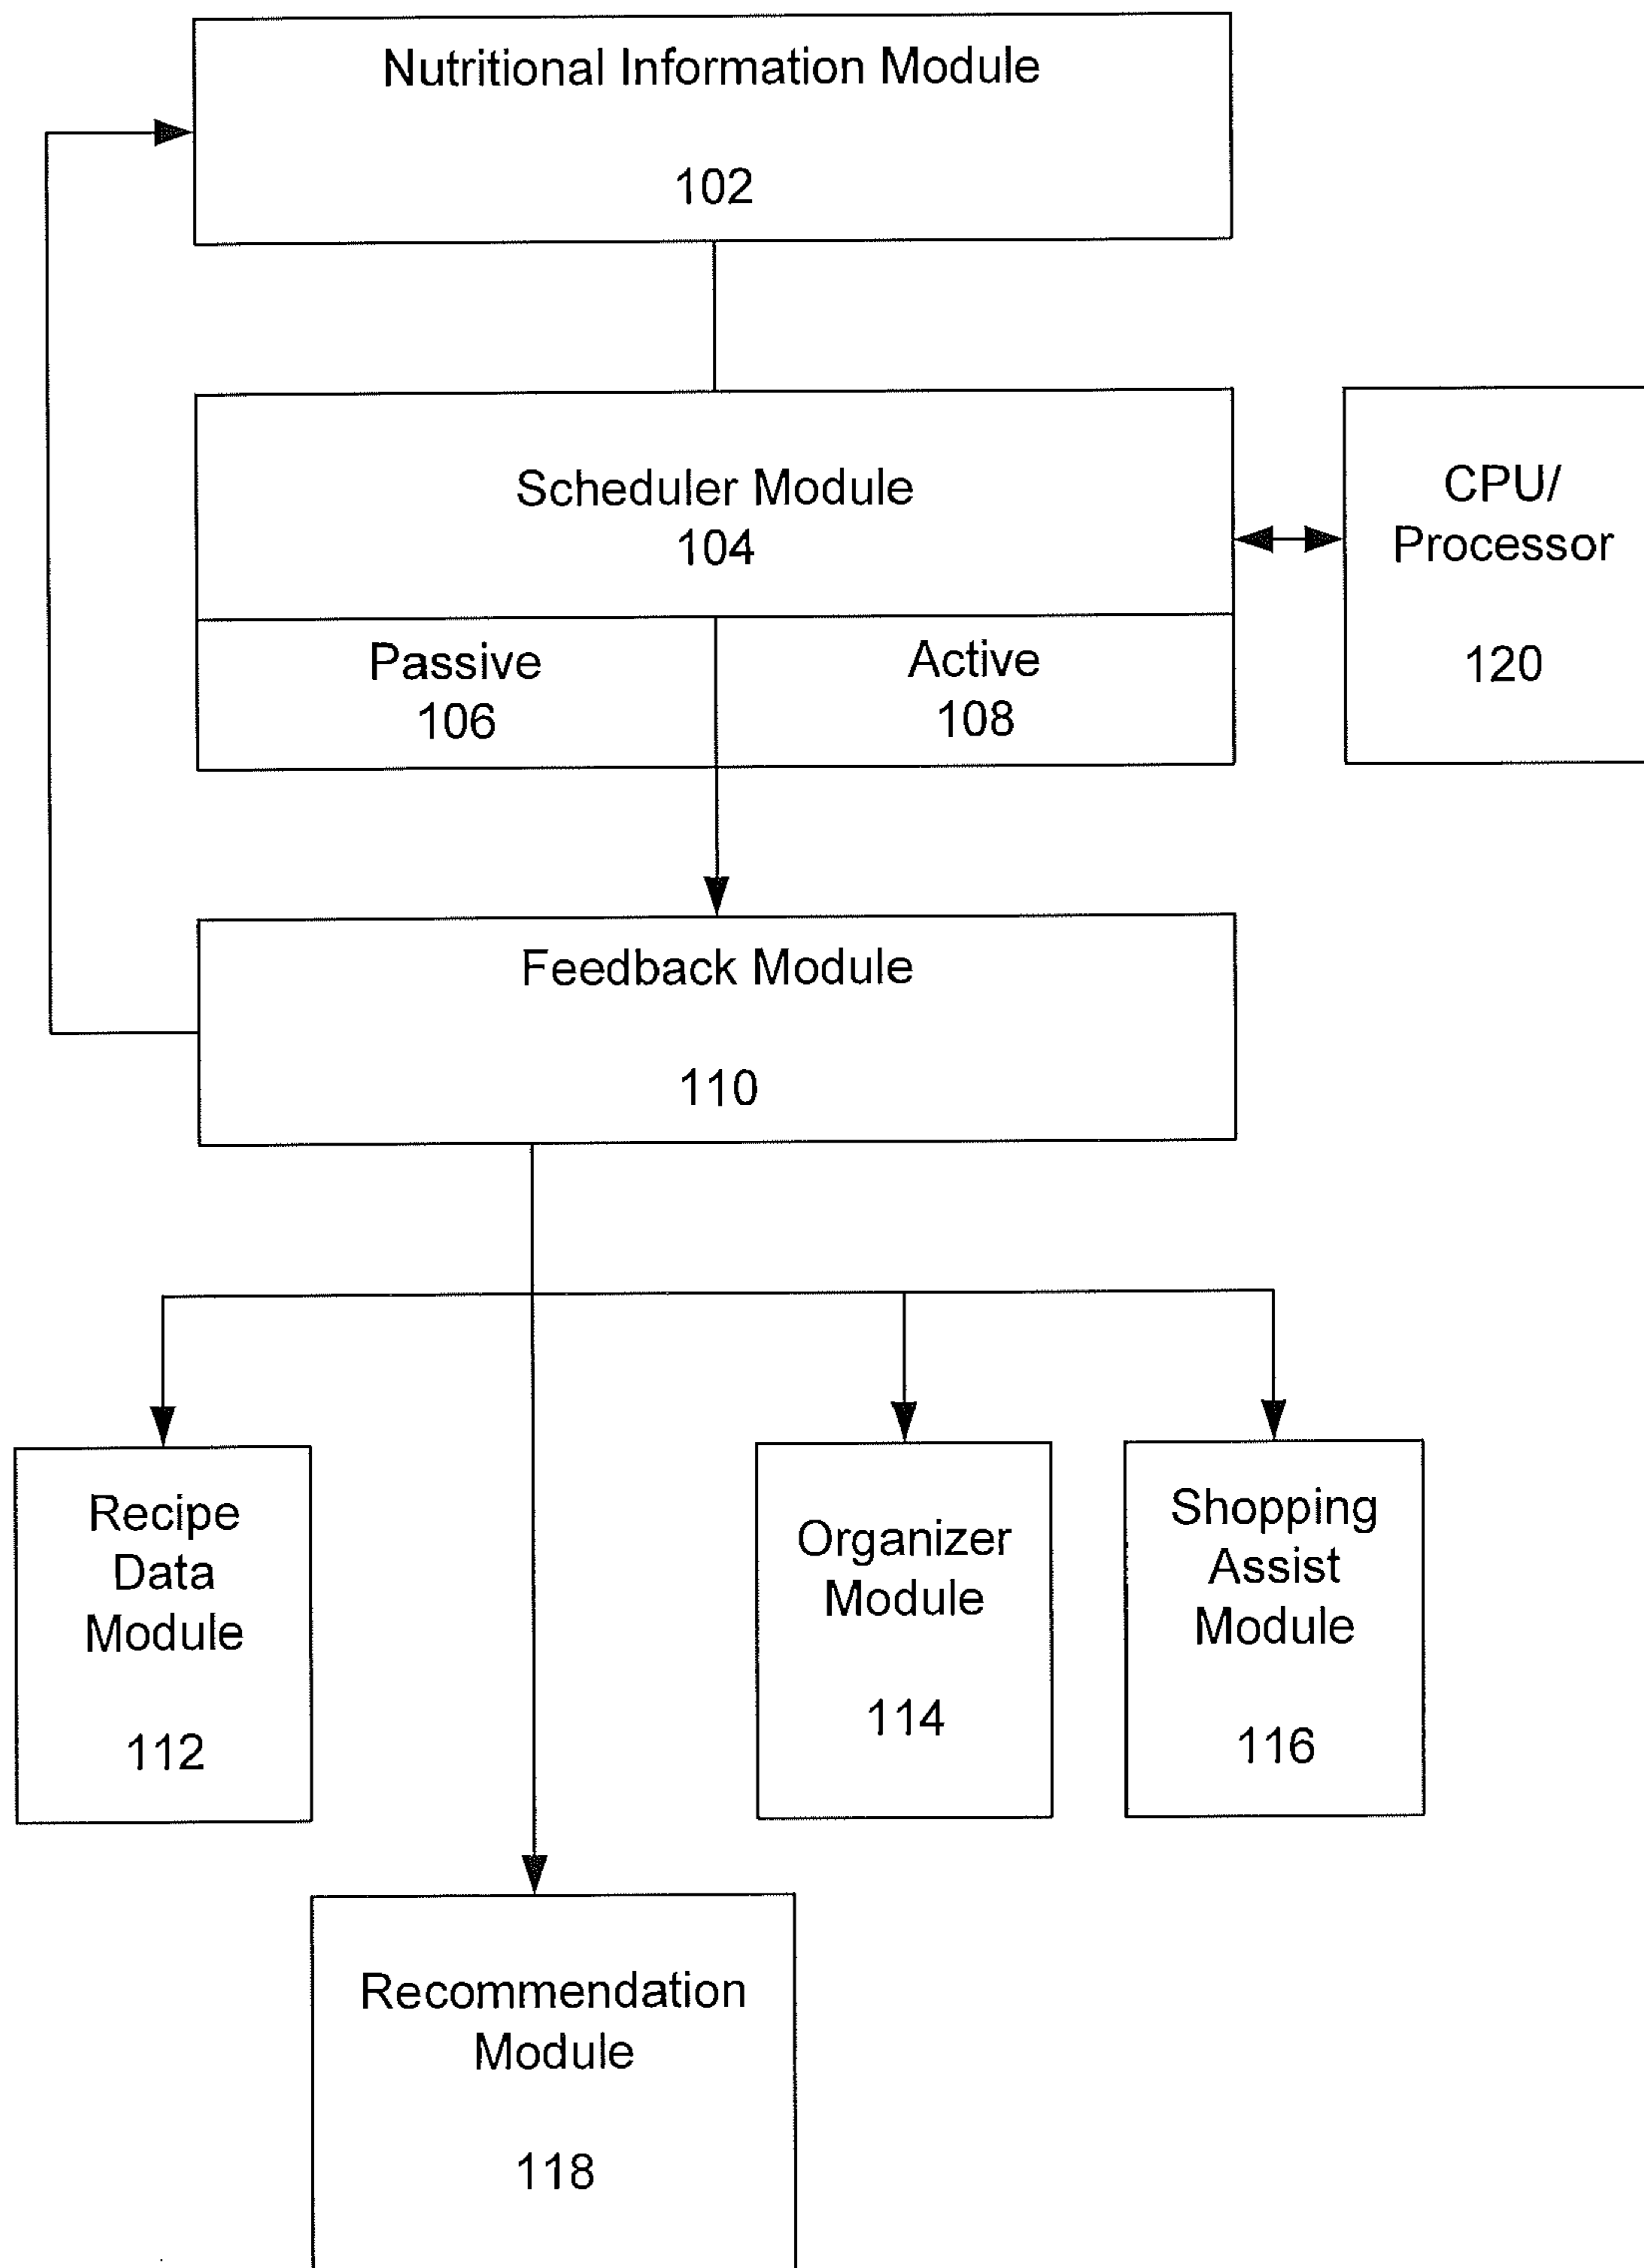 Nutritional Information Module
102
Scheduler Module
104
CPU/
Processor
120
Passive
106
Active
108
Feedback Module
110
Recipe
Data
Module
112
Organizer
Module
114
Shopping
Assist
Module
116
Recommendation
Module
118